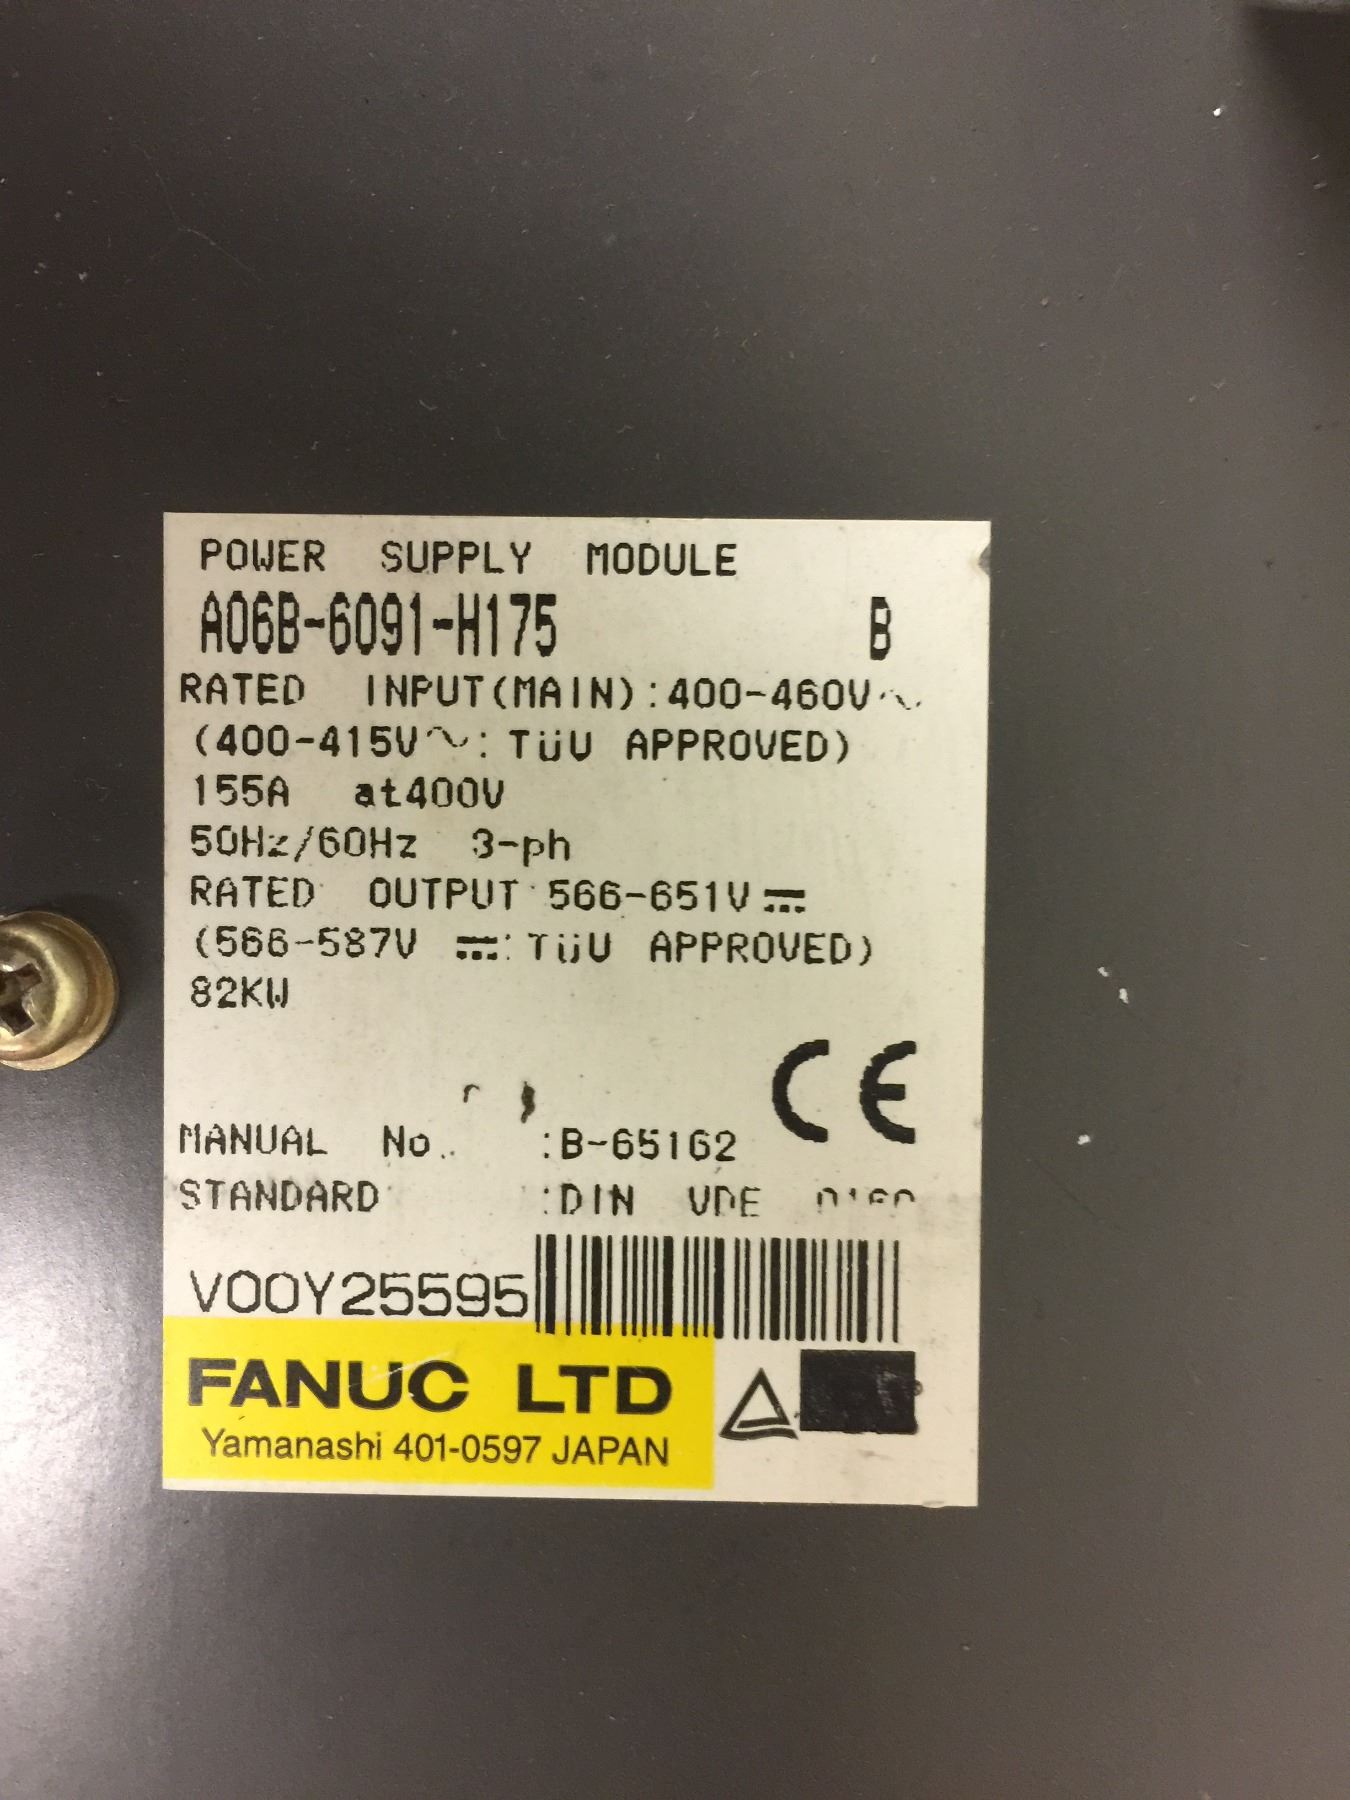 POWER SUPPLY MODULE
A06B-6091-H175 B
RATED INPUT(MAIN):400-460V~
(400-415V~: TüV APPROVED)
155A at400V
50Hz/60Hz 3-ph
RATED OUTPUT 566-651V⎓
(566-587V ⎓: TüV APPROVED)
82KW
CE
MANUAL No. :B-65162
STANDARD :DIN VDE
V00Y25595
FANUC LTD
Yamanashi 401-0597 JAPAN